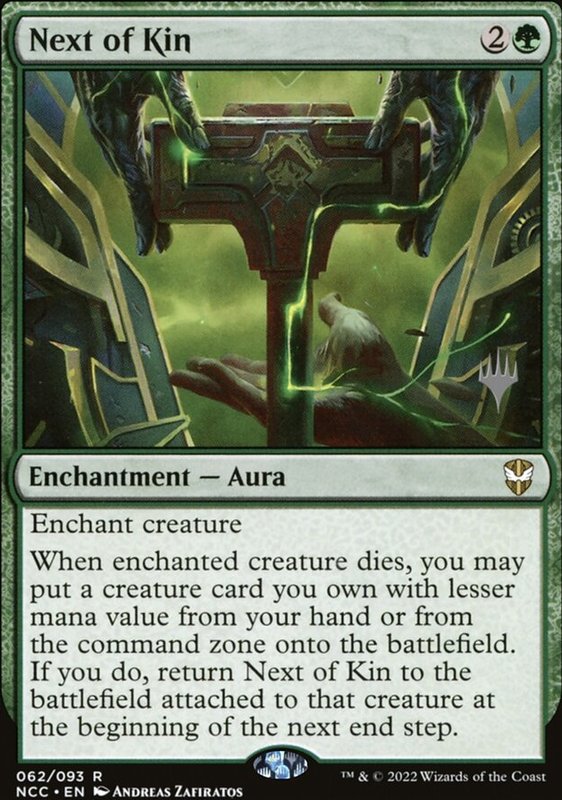 Next of Kin 2
Enchantment — Aura
Enchant creature
When enchanted creature dies, you may
put a creature card you own with lesser
mana value from your hand or from
the command zone onto the battlefield.
If you do, return Next of Kin to the
battlefield attached to that creature at
the beginning of the next end step.
062/093 R
NCC • EN Andreas Zafiratos
™ & © 2022 Wizards of the Coast